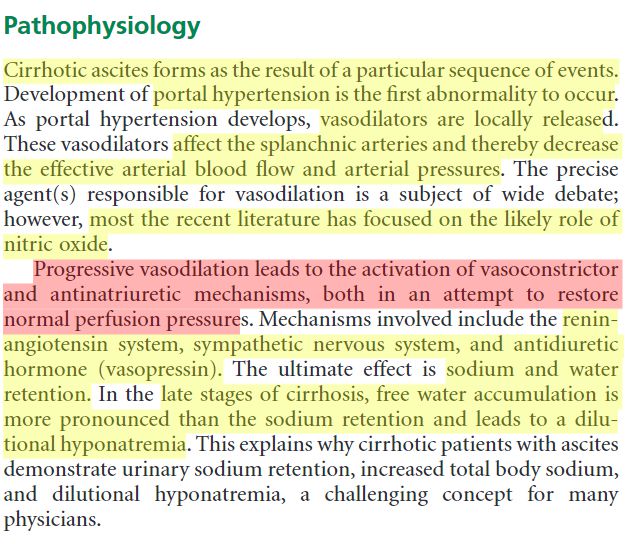 Pathophysiology
Cirrhotic ascites forms as the result of a particular sequence of events.
Development of portal hypertension is the first abnormality to occur.
As portal hypertension develops, vasodilators are locally released.
These vasodilators affect the splanchnic arteries and thereby decrease
the effective arterial blood flow and arterial pressures. The precise
agent(s) responsible for vasodilation is a subject of wide debate;
however, most the recent literature has focused on the likely role of
nitric oxide.
Progressive vasodilation leads to the activation of vasoconstrictor
and antinatriuretic mechanisms, both in an attempt to restore
normal perfusion pressures. Mechanisms involved include the renin-
angiotensin system, sympathetic nervous system, and antidiuretic
hormone (vasopressin). The ultimate effect is sodium and water
retention. In the late stages of cirrhosis, free water accumulation is
more pronounced than the sodium retention and leads to a dilu-
tional hyponatremia. This explains why cirrhotic patients with ascites
demonstrate urinary sodium retention, increased total body sodium,
and dilutional hyponatremia, a challenging concept for many
physicians.